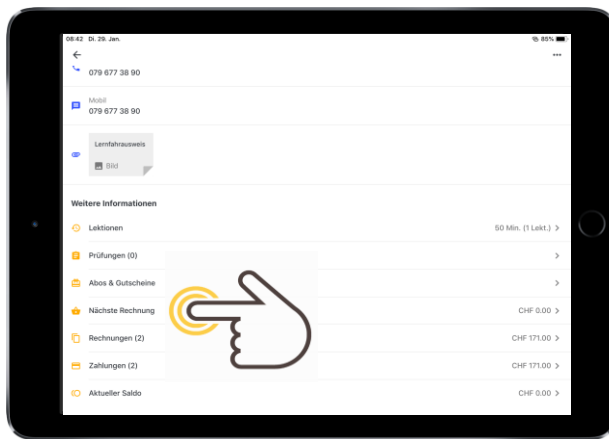 08:42 Di. 29. Jan. 85%
079 677 38 90
Mobil
079 677 38 90
Lernfahrausweis
Bild
Weitere Informationen
Lektionen 50 Min. (1 Lekt.)
Prüfungen (0)
Abos & Gutscheine
Nächste Rechnung CHF 0.00
Rechnungen (2) CHF 171.00
Zahlungen (2) CHF 171.00
Aktueller Saldo CHF 0.00